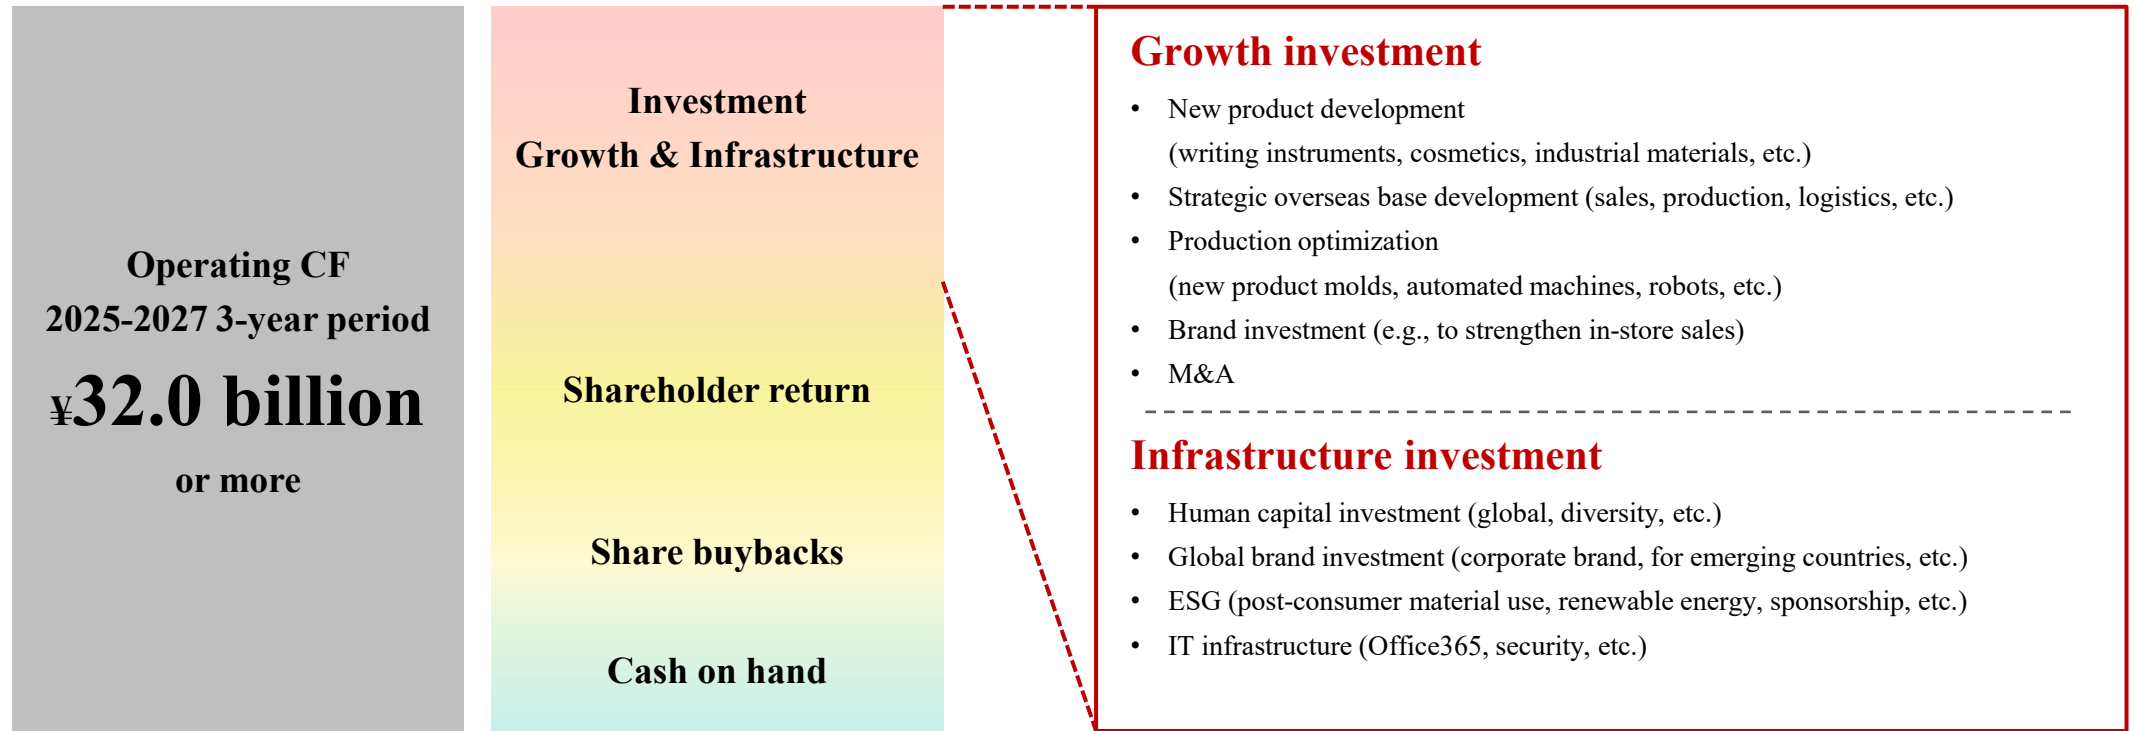 Operating CF
2025-2027 3-year period
¥32.0 billion
or more
Investment
Growth & Infrastructure
Shareholder return
Share buybacks
Cash on hand
Growth investment
• New product development
(writing instruments, cosmetics, industrial materials, etc.)
• Strategic overseas base development (sales, production, logistics, etc.)
• Production optimization
(new product molds, automated machines, robots, etc.)
• Brand investment (e.g., to strengthen in-store sales)
• M&A
Infrastructure investment
• Human capital investment (global, diversity, etc.)
• Global brand investment (corporate brand, for emerging countries, etc.)
• ESG (post-consumer material use, renewable energy, sponsorship, etc.)
• IT infrastructure (Office365, security, etc.)